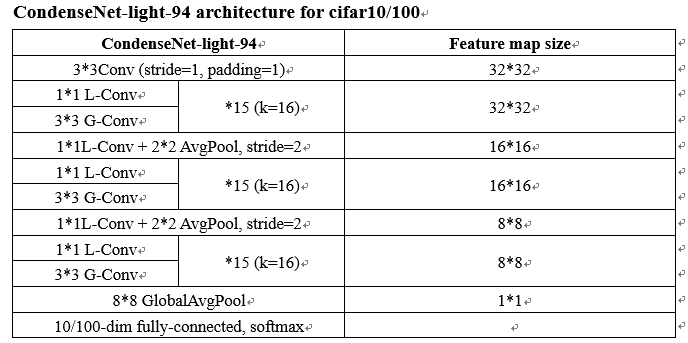 CondenseNet-light-94 architecture for cifar10/100
CondenseNet-light-94 Feature map size
3*3Conv (stride=1, padding=1) 32*32
1*1 L-Conv
3*3 G-Conv
*15 (k=16) 32*32
1*1L-Conv + 2*2 AvgPool, stride=2 16*16
1*1 L-Conv
3*3 G-Conv
*15 (k=16) 16*16
1*1L-Conv + 2*2 AvgPool, stride=2 8*8
1*1 L-Conv
3*3 G-Conv
*15 (k=16) 8*8
8*8 GlobalAvgPool 1*1
10/100-dim fully-connected, softmax